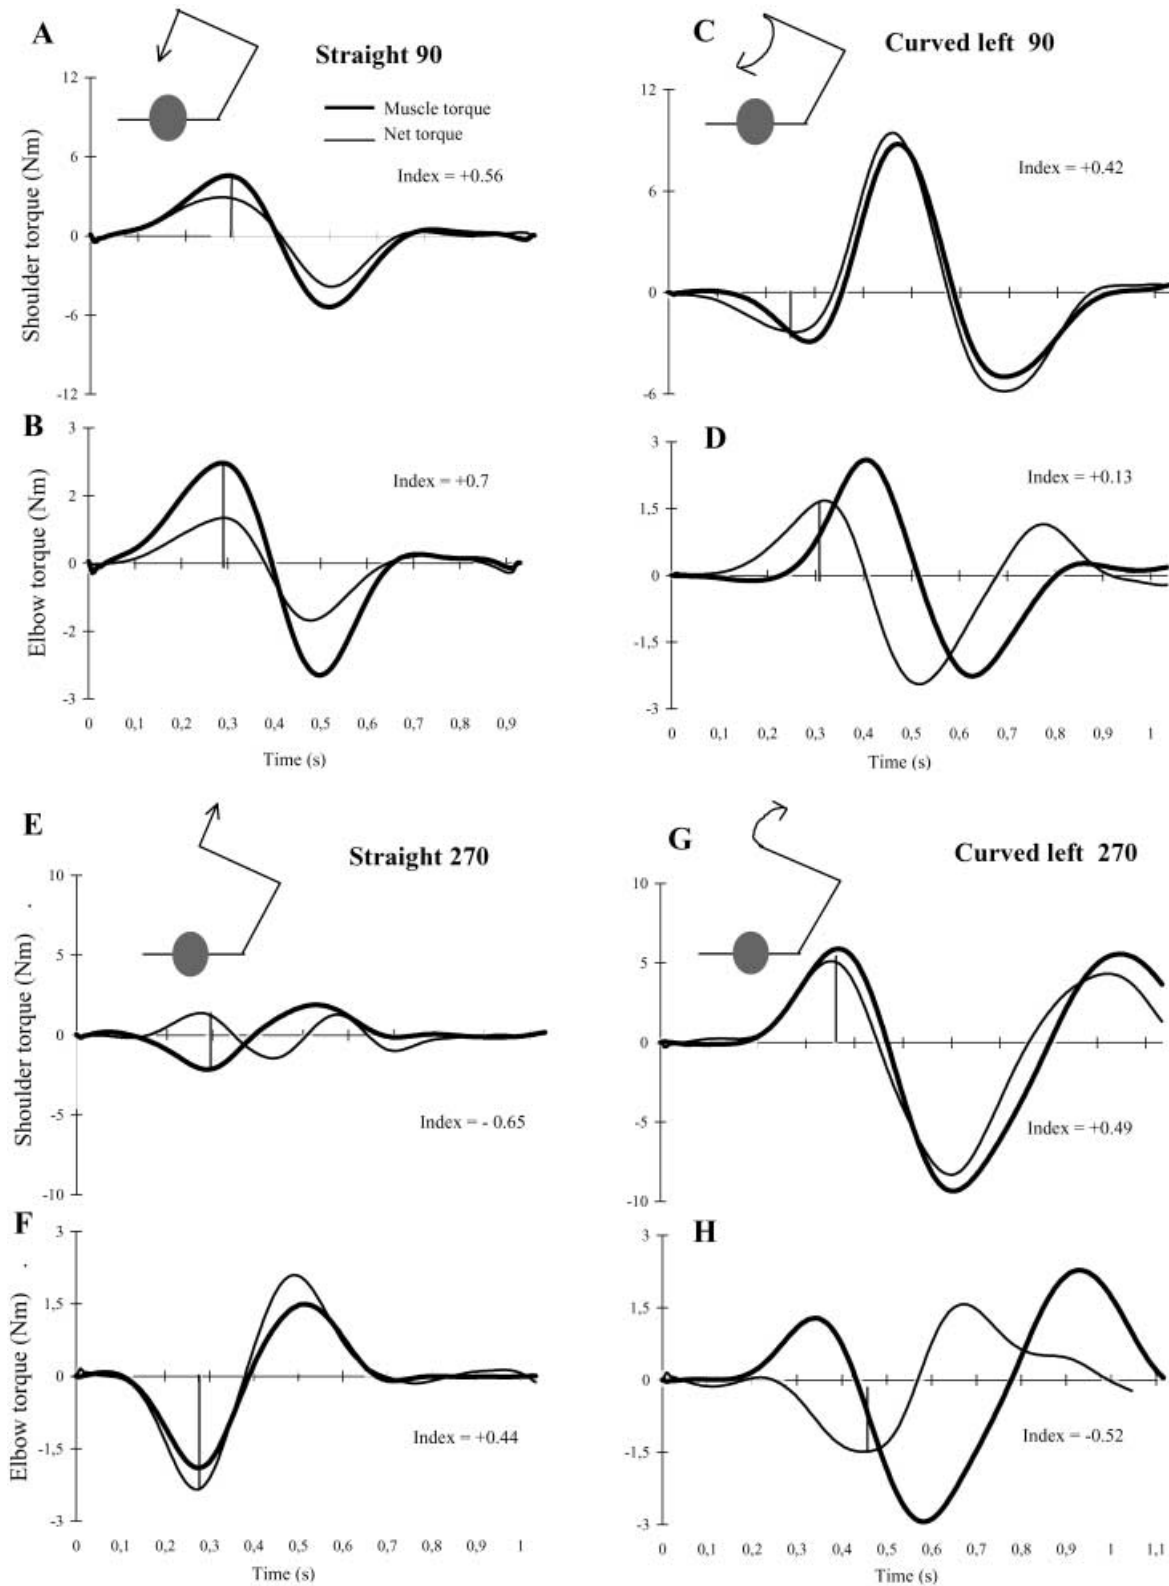 A
Straight 90
Muscle torque
Net torque
Index = +0.56
Shoulder torque (Nm)
12
6
0
-6
-12
B
Index = +0.7
Elbow torque (Nm)
3
2
0
-2
-3
0 0,1 0,2 0,3 0,4 0,5 0,6 0,7 0,8 0,9
Time (s)
C
Curved left 90
Index = +0.42
12
6
0
-6
D
Index = +0.13
3
1,5
0
-1,5
-3
0 0,1 0,2 0,3 0,4 0,5 0,6 0,7 0,8 0,9 1
Time (s)
E
Straight 270
Shoulder torque (Nm) .
10
5
0
-5
-10
Index = - 0.65
F
Elbow torque (Nm) .
3
1,5
0
-1,5
-3
Index = +0.44
0 0,1 0,2 0,3 0,4 0,5 0,6 0,7 0,8 0,9 1
Time (s)
G
Curved left 270
10
5
0
-5
-10
Index = +0.49
H
3
1,5
0
-1,5
-3
Index = -0.52
0 0,1 0,2 0,3 0,4 0,5 0,6 0,7 0,8 0,9 1 1,1
Time (s)